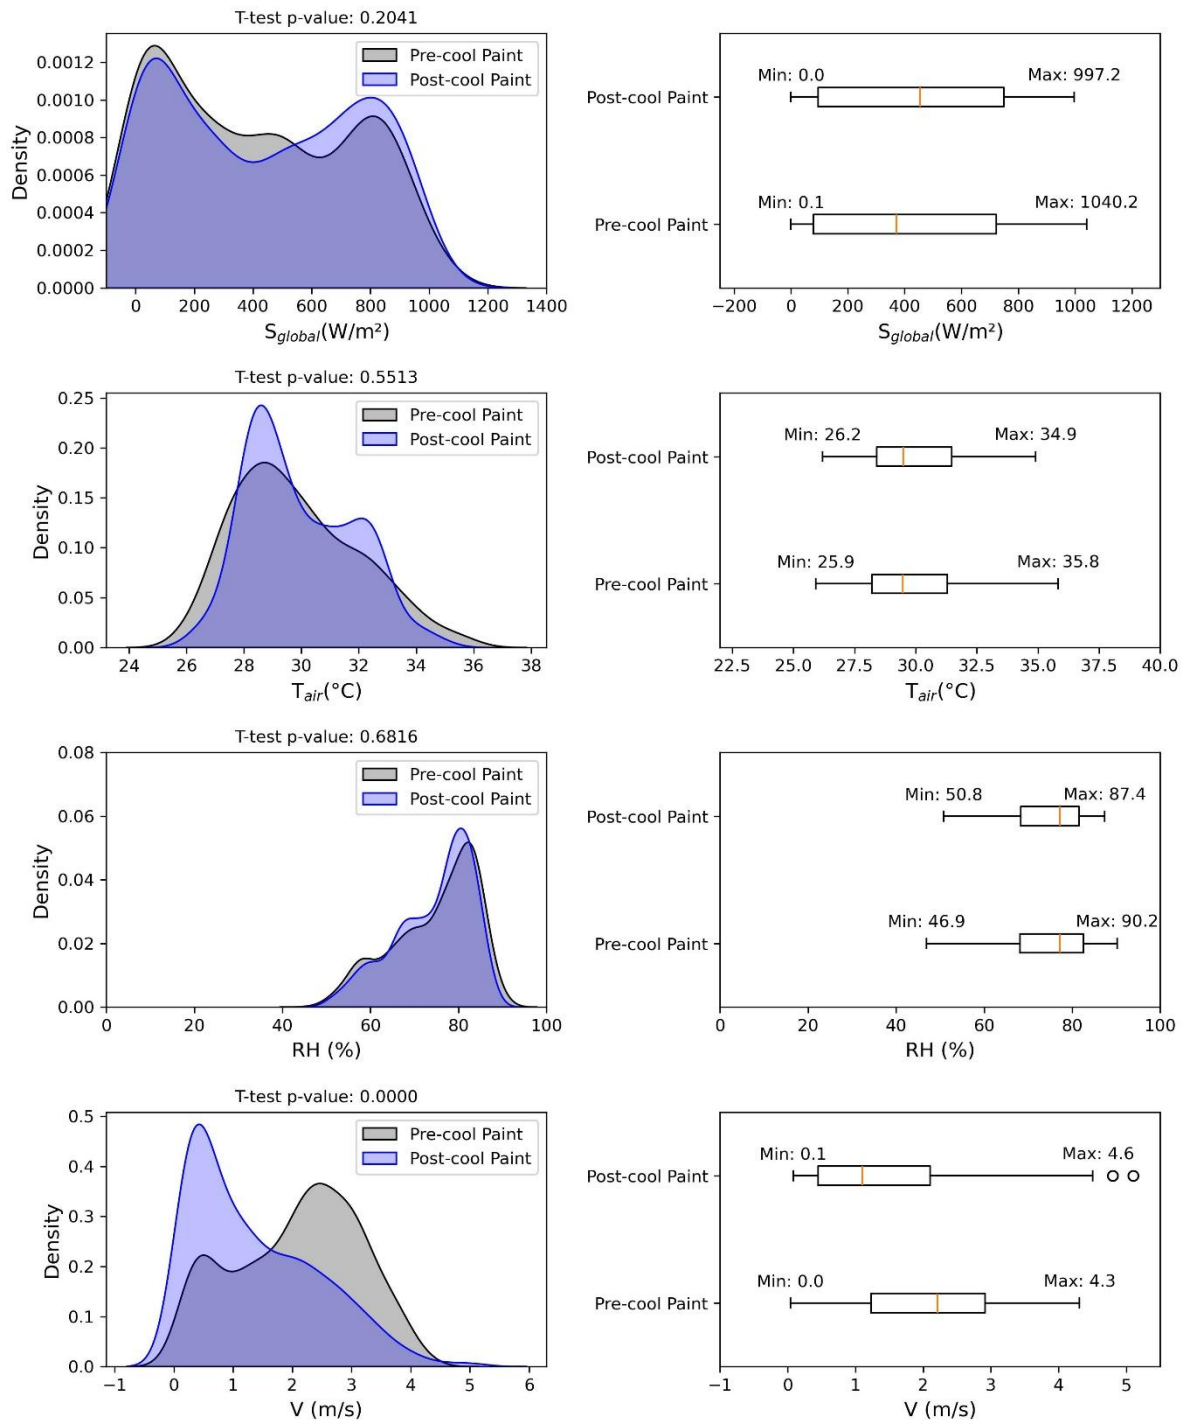 T-test p-value: 0.2041
Pre-cool Paint
Post-cool Paint
0.0012
0.0010
0.0008
0.0006
0.0004
0.0002
0.0000
Density
0 200 400 600 800 1000 1200 1400
S_global(W/m²)
Post-cool Paint
Min: 0.0 Max: 997.2
Pre-cool Paint
Min: 0.1 Max: 1040.2
−200 0 200 400 600 800 1000 1200
S_global(W/m²)
T-test p-value: 0.5513
Pre-cool Paint
Post-cool Paint
0.25
0.20
0.15
0.10
0.05
0.00
Density
24 26 28 30 32 34 36 38
T_air(°C)
Post-cool Paint
Min: 26.2 Max: 34.9
Pre-cool Paint
Min: 25.9 Max: 35.8
22.5 25.0 27.5 30.0 32.5 35.0 37.5 40.0
T_air(°C)
T-test p-value: 0.6816
Pre-cool Paint
Post-cool Paint
0.08
0.06
0.04
0.02
0.00
Density
0 20 40 60 80 100
RH (%)
Post-cool Paint
Min: 50.8 Max: 87.4
Pre-cool Paint
Min: 46.9 Max: 90.2
0 20 40 60 80 100
RH (%)
T-test p-value: 0.0000
Pre-cool Paint
Post-cool Paint
0.5
0.4
0.3
0.2
0.1
0.0
Density
−1 0 1 2 3 4 5 6
V (m/s)
Post-cool Paint
Min: 0.1 Max: 4.6
Pre-cool Paint
Min: 0.0 Max: 4.3
−1 0 1 2 3 4 5
V (m/s)